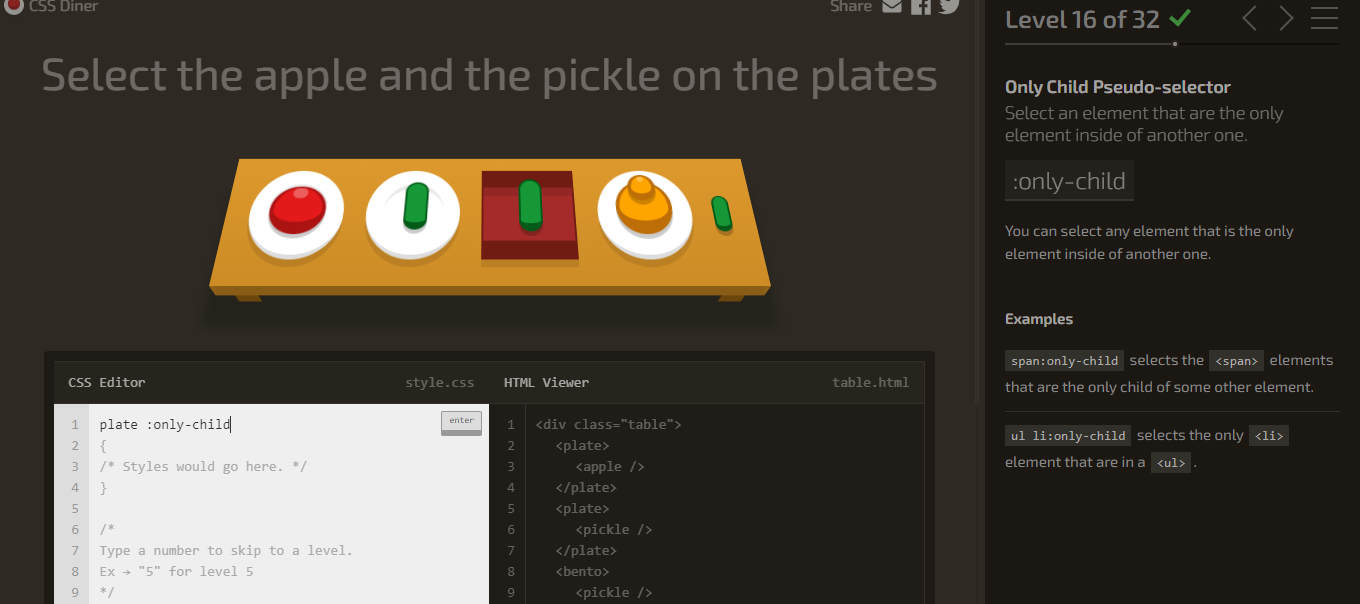 CSS Diner
Share
Select the apple and the pickle on the plates
CSS Editor
style.css
1 plate :only-child
2 {
3 /* Styles would go here. */
4 }
5
6 /*
7 Type a number to skip to a level.
8 Ex → "5" for level 5
9 */
enter
HTML Viewer
table.html
1 <div class="table">
2 <plate>
3 <apple />
4 </plate>
5 <plate>
6 <pickle />
7 </plate>
8 <bento>
9 <pickle />
Level 16 of 32
Only Child Pseudo-selector
Select an element that are the only
element inside of another one.
:only-child
You can select any element that is the only
element inside of another one.
Examples
span:only-child selects the <span> elements
that are the only child of some other element.
ul li:only-child selects the only <li>
element that are in a <ul> .